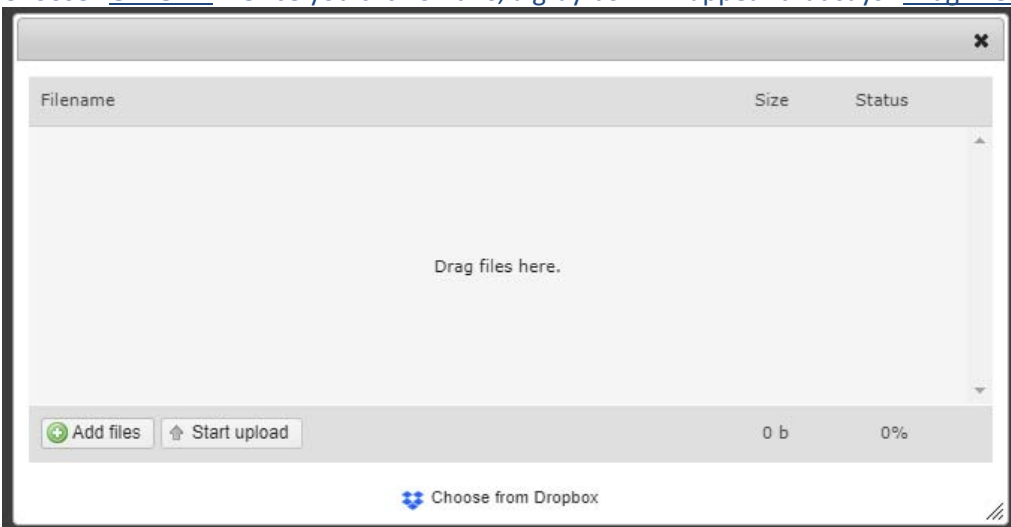 Filename Size Status
Drag files here.
Add files Start upload 0 b 0%
Choose from Dropbox